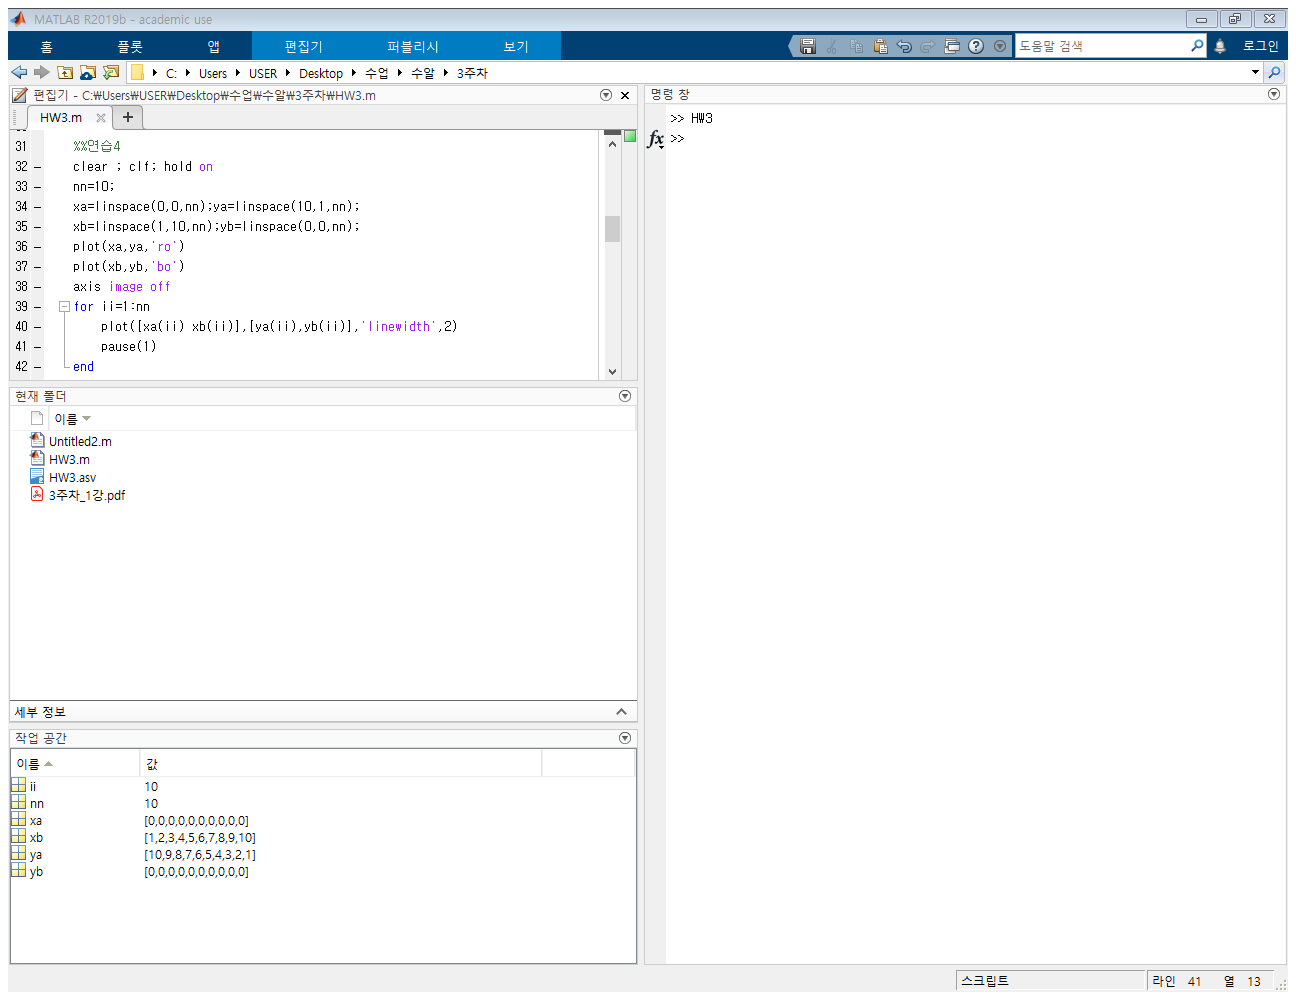 MATLAB R2019b - academic use
홈 플롯 앱 편집기 퍼블리시 보기 도움말 검색 로그인
C: Users USER Desktop 수업 수알 3주차
편집기 - C:₩Users₩USER₩Desktop₩수업₩수알₩3주차₩HW3.m
HW3.m +
31 %%연습4
32 – clear ; clf; hold on
33 – nn=10;
34 – xa=linspace(0,0,nn);ya=linspace(10,1,nn);
35 – xb=linspace(1,10,nn);yb=linspace(0,0,nn);
36 – plot(xa,ya,'ro')
37 – plot(xb,yb,'bo')
38 – axis image off
39 – for ii=1:nn
40 – plot([xa(ii) xb(ii)],[ya(ii),yb(ii)],'linewidth',2)
41 – pause(1)
42 – end
현재 폴더
이름
Untitled2.m
HW3.m
HW3.asv
3주차_1강.pdf
세부 정보
작업 공간
이름 값
ii 10
nn 10
xa [0,0,0,0,0,0,0,0,0,0]
xb [1,2,3,4,5,6,7,8,9,10]
ya [10,9,8,7,6,5,4,3,2,1]
yb [0,0,0,0,0,0,0,0,0,0]
명령 창
>> HW3
fx >>
스크립트 라인 41 열 13